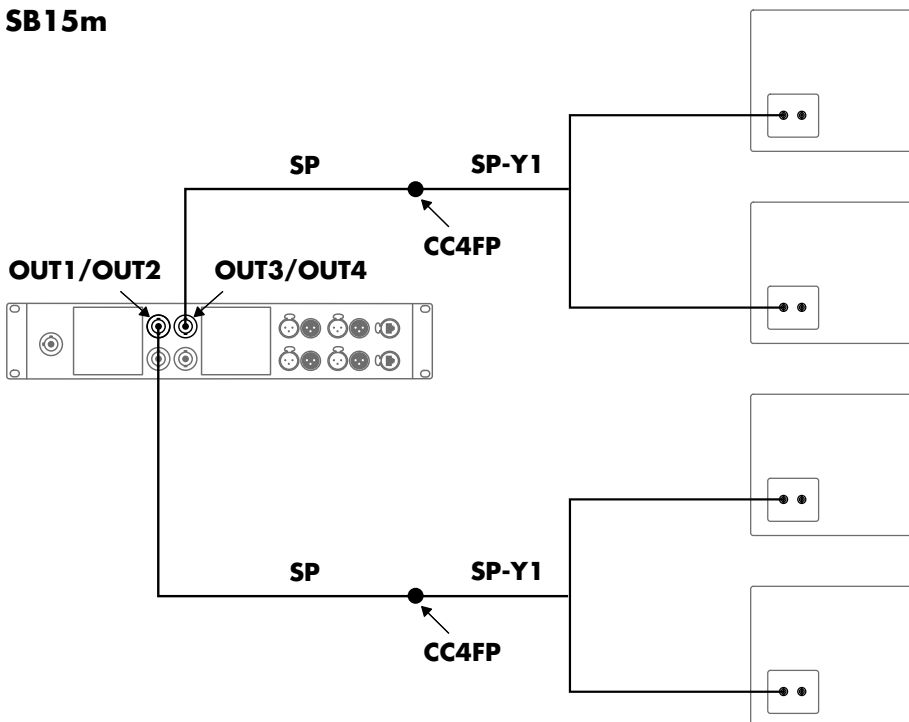 SB15m
SP
SP-Y1
CC4FP
OUT1/OUT2
OUT3/OUT4
SP
SP-Y1
CC4FP